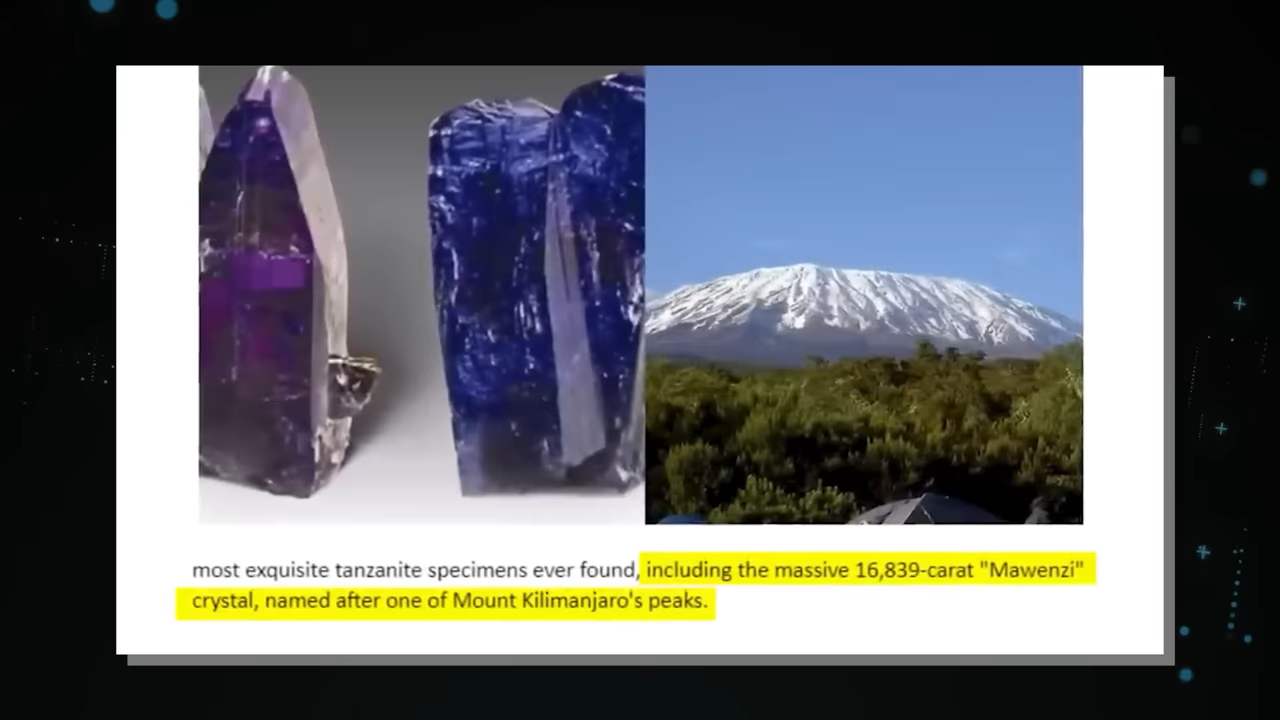 most exquisite tanzanite specimens ever found, including the massive 16,839-carat "Mawenzi"
crystal, named after one of Mount Kilimanjaro's peaks.